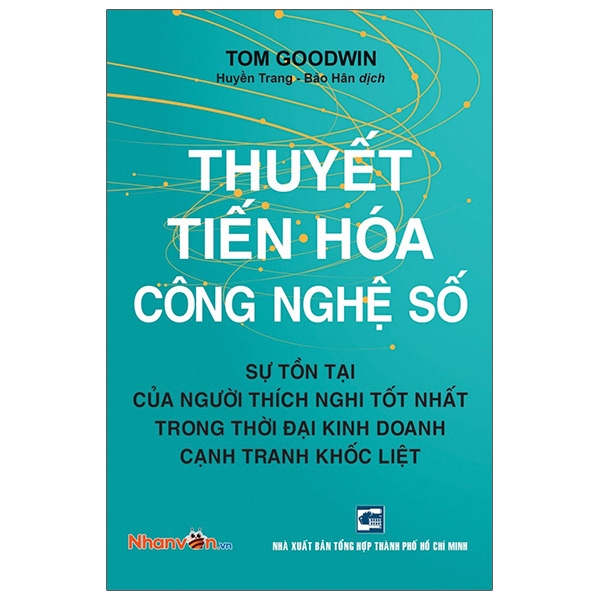 TOM GOODWIN
Huyền Trang - Bảo Hân dịch
THUYẾT
TIẾN HÓA
CÔNG NGHỆ SỐ
SỰ TỒN TẠI
CỦA NGƯỜI THÍCH NGHI TỐT NHẤT
TRONG THỜI ĐẠI KINH DOANH
CẠNH TRANH KHỐC LIỆT
Nhanvăn.vn
NHÀ XUẤT BẢN TỔNG HỢP THÀNH PHỐ HỒ CHÍ MINH